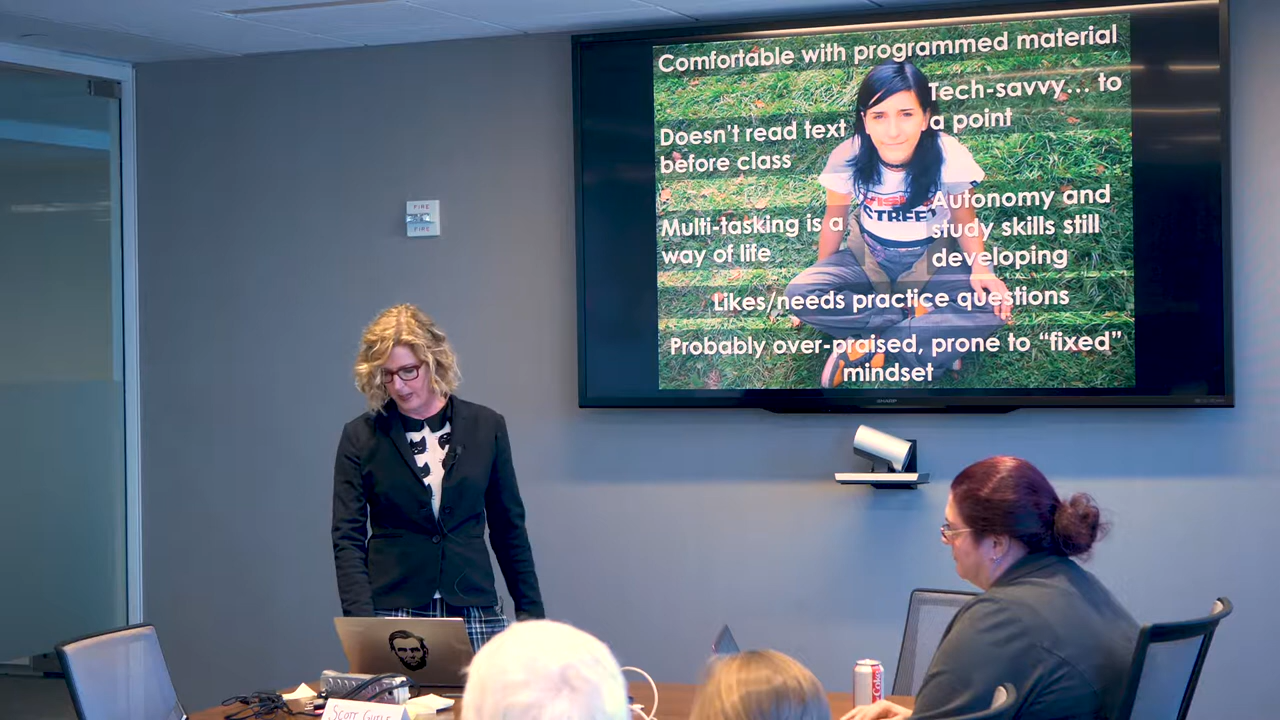 Comfortable with programmed material
Tech-savvy... to
a point
Doesn't read text
before class
Autonomy and
study skills still
developing
Multi-tasking is a
way of life
Likes/needs practice questions
Probably over-praised, prone to "fixed"
mindset
STREET
SHARP
FIRE
FIRE
Coke